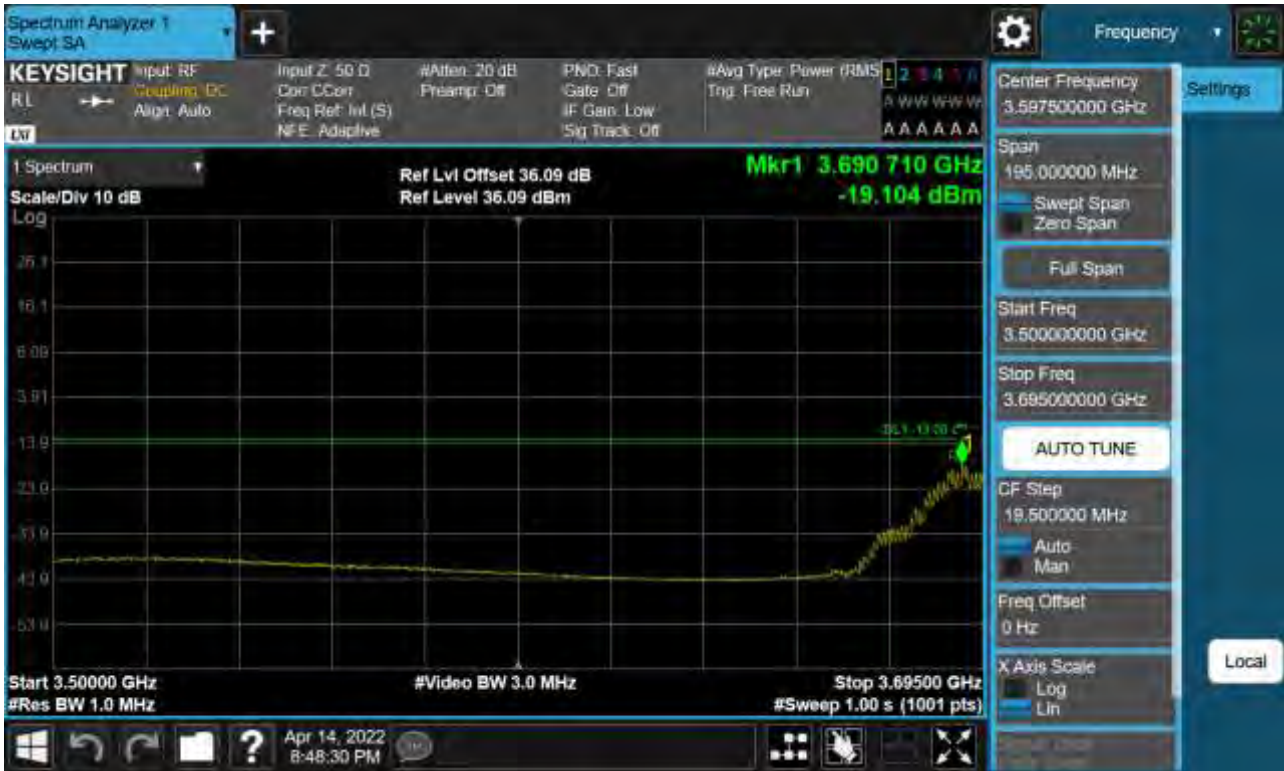 Spectrum Analyzer 1
Swept SA
+
Frequency
KEYSIGHT
RL
Input: RF
Coupling: DC
Align: Auto
Input Z: 50 Ω
Corr CCorr
Freq Ref: Int (S)
NFE: Adaptive
#Atten: 20 dB
Preamp: Off
PNO: Fast
Gate: Off
IF Gain: Low
Sig Track: Off
#Avg Type: Power (RMS
Trig: Free Run
1 2 3 4 5 6
A W W W W W
A A A A A A
1 Spectrum
Scale/Div 10 dB
Log
Ref Lvl Offset 36.09 dB
Ref Level 36.09 dBm
Mkr1 3.690 710 GHz
-19.104 dBm
26.1
16.1
6.09
-3.91
-13.9
-23.9
-33.9
-43.9
-53.9
Start 3.50000 GHz
#Res BW 1.0 MHz
#Video BW 3.0 MHz
Stop 3.69500 GHz
#Sweep 1.00 s (1001 pts)
Center Frequency
3.597500000 GHz
Settings
Span
195.000000 MHz
Swept Span
Zero Span
Full Span
Start Freq
3.500000000 GHz
Stop Freq
3.695000000 GHz
AUTO TUNE
CF Step
19.500000 MHz
Auto
Man
Freq Offset
0 Hz
X Axis Scale
Log
Lin
Local
?
Apr 14, 2022
8:48:30 PM